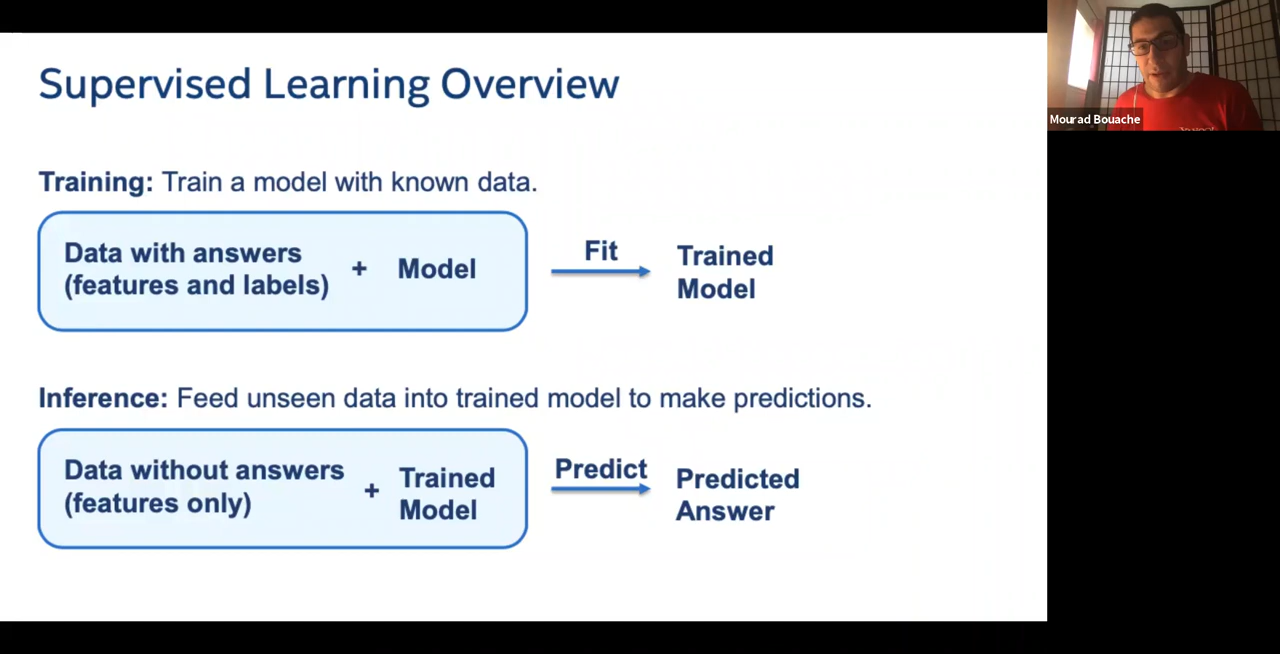 Supervised Learning Overview
Mourad Bouache
YAHOO!
Training: Train a model with known data.
Data with answers
(features and labels)
+
Model
Fit
Trained
Model
Inference: Feed unseen data into trained model to make predictions.
Data without answers
(features only)
+
Trained
Model
Predict
Predicted
Answer